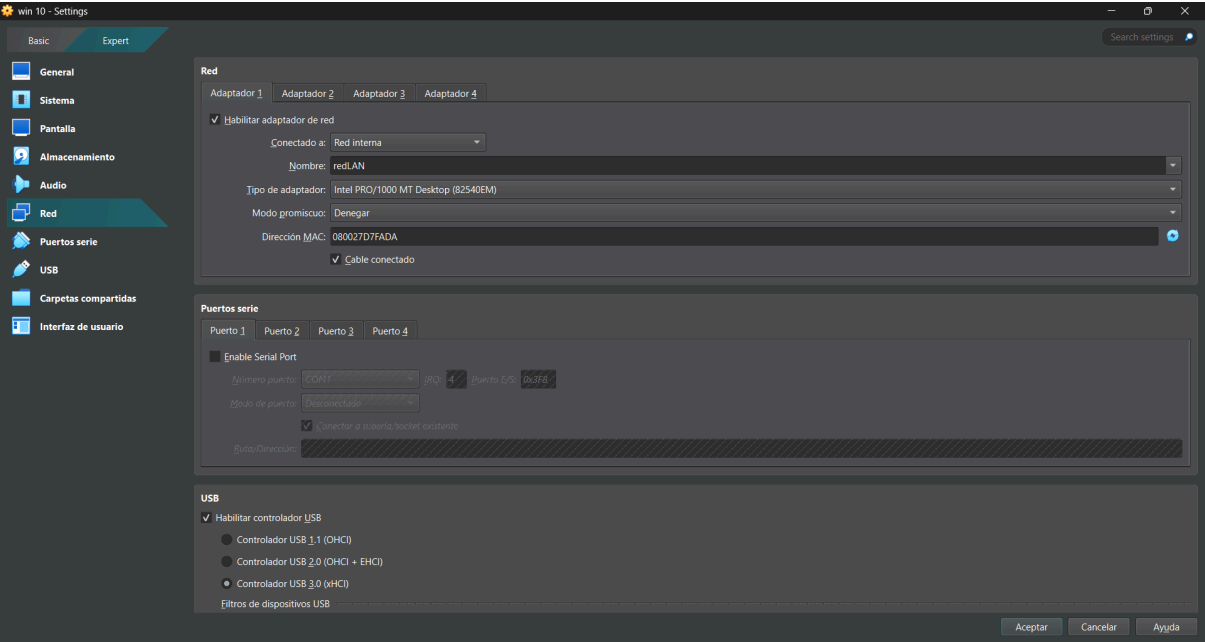 win 10 - Settings
Basic Expert
Search settings
General
Sistema
Pantalla
Almacenamiento
Audio
Red
Puertos serie
USB
Carpetas compartidas
Interfaz de usuario
Red
Adaptador 1 Adaptador 2 Adaptador 3 Adaptador 4
Habilitar adaptador de red
Conectado a: Red interna
Nombre: redLAN
Tipo de adaptador: Intel PRO/1000 MT Desktop (82540EM)
Modo promiscuo: Denegar
Dirección MAC: 080027D7FADA
Cable conectado
Puertos serie
Puerto 1 Puerto 2 Puerto 3 Puerto 4
Enable Serial Port
Número puerto: COM1 IRQ: 4 Puerto E/S: 0x3F8
Modo de puerto: Desconectado
Conectar a tubería/socket existente
Ruta/Dirección:
USB
Habilitar controlador USB
Controlador USB 1.1 (OHCI)
Controlador USB 2.0 (OHCI + EHCI)
Controlador USB 3.0 (xHCI)
Filtros de dispositivos USB
Aceptar Cancelar Ayuda